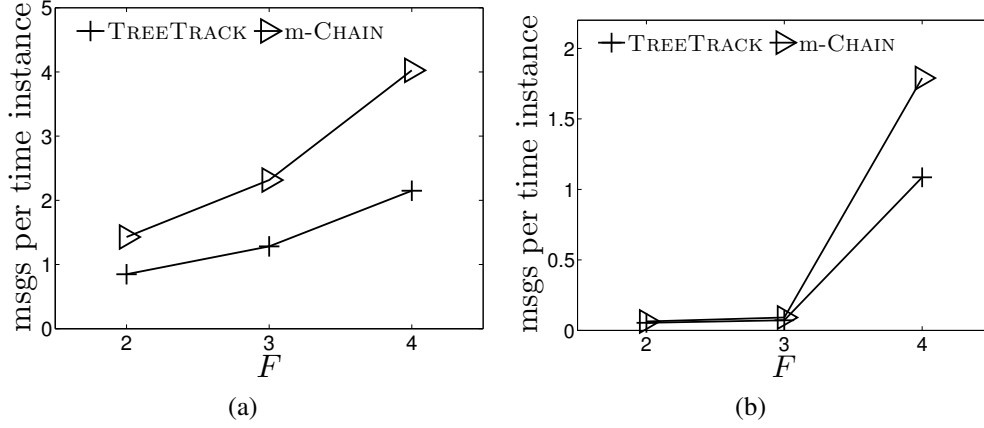 msgs per time instance
5
4
3
2
1
0
TREETRACK m-CHAIN
2 3 4
F
(a)
msgs per time instance
2
1.5
1
0.5
0
TREETRACK m-CHAIN
2 3 4
F
(b)